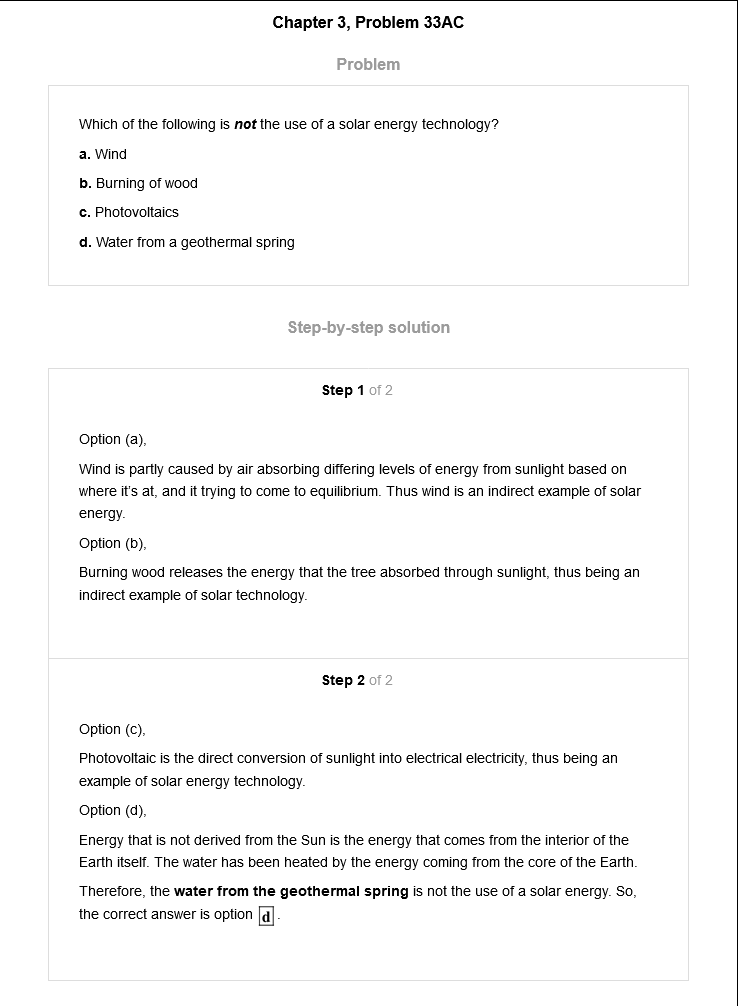 Chapter 3, Problem 33AC
Problem
Which of the following is not the use of a solar energy technology?
a. Wind
b. Burning of wood
c. Photovoltaics
d. Water from a geothermal spring
Step-by-step solution
Step 1 of 2
Option (a),
Wind is partly caused by air absorbing differing levels of energy from sunlight based on
where it's at, and it trying to come to equilibrium. Thus wind is an indirect example of solar
energy.
Option (b),
Burning wood releases the energy that the tree absorbed through sunlight, thus being an
indirect example of solar technology.
Step 2 of 2
Option (c),
Photovoltaic is the direct conversion of sunlight into electrical electricity, thus being an
example of solar energy technology.
Option (d),
Energy that is not derived from the Sun is the energy that comes from the interior of the
Earth itself. The water has been heated by the energy coming from the core of the Earth.
Therefore, the water from the geothermal spring is not the use of a solar energy. So,
the correct answer is option d.